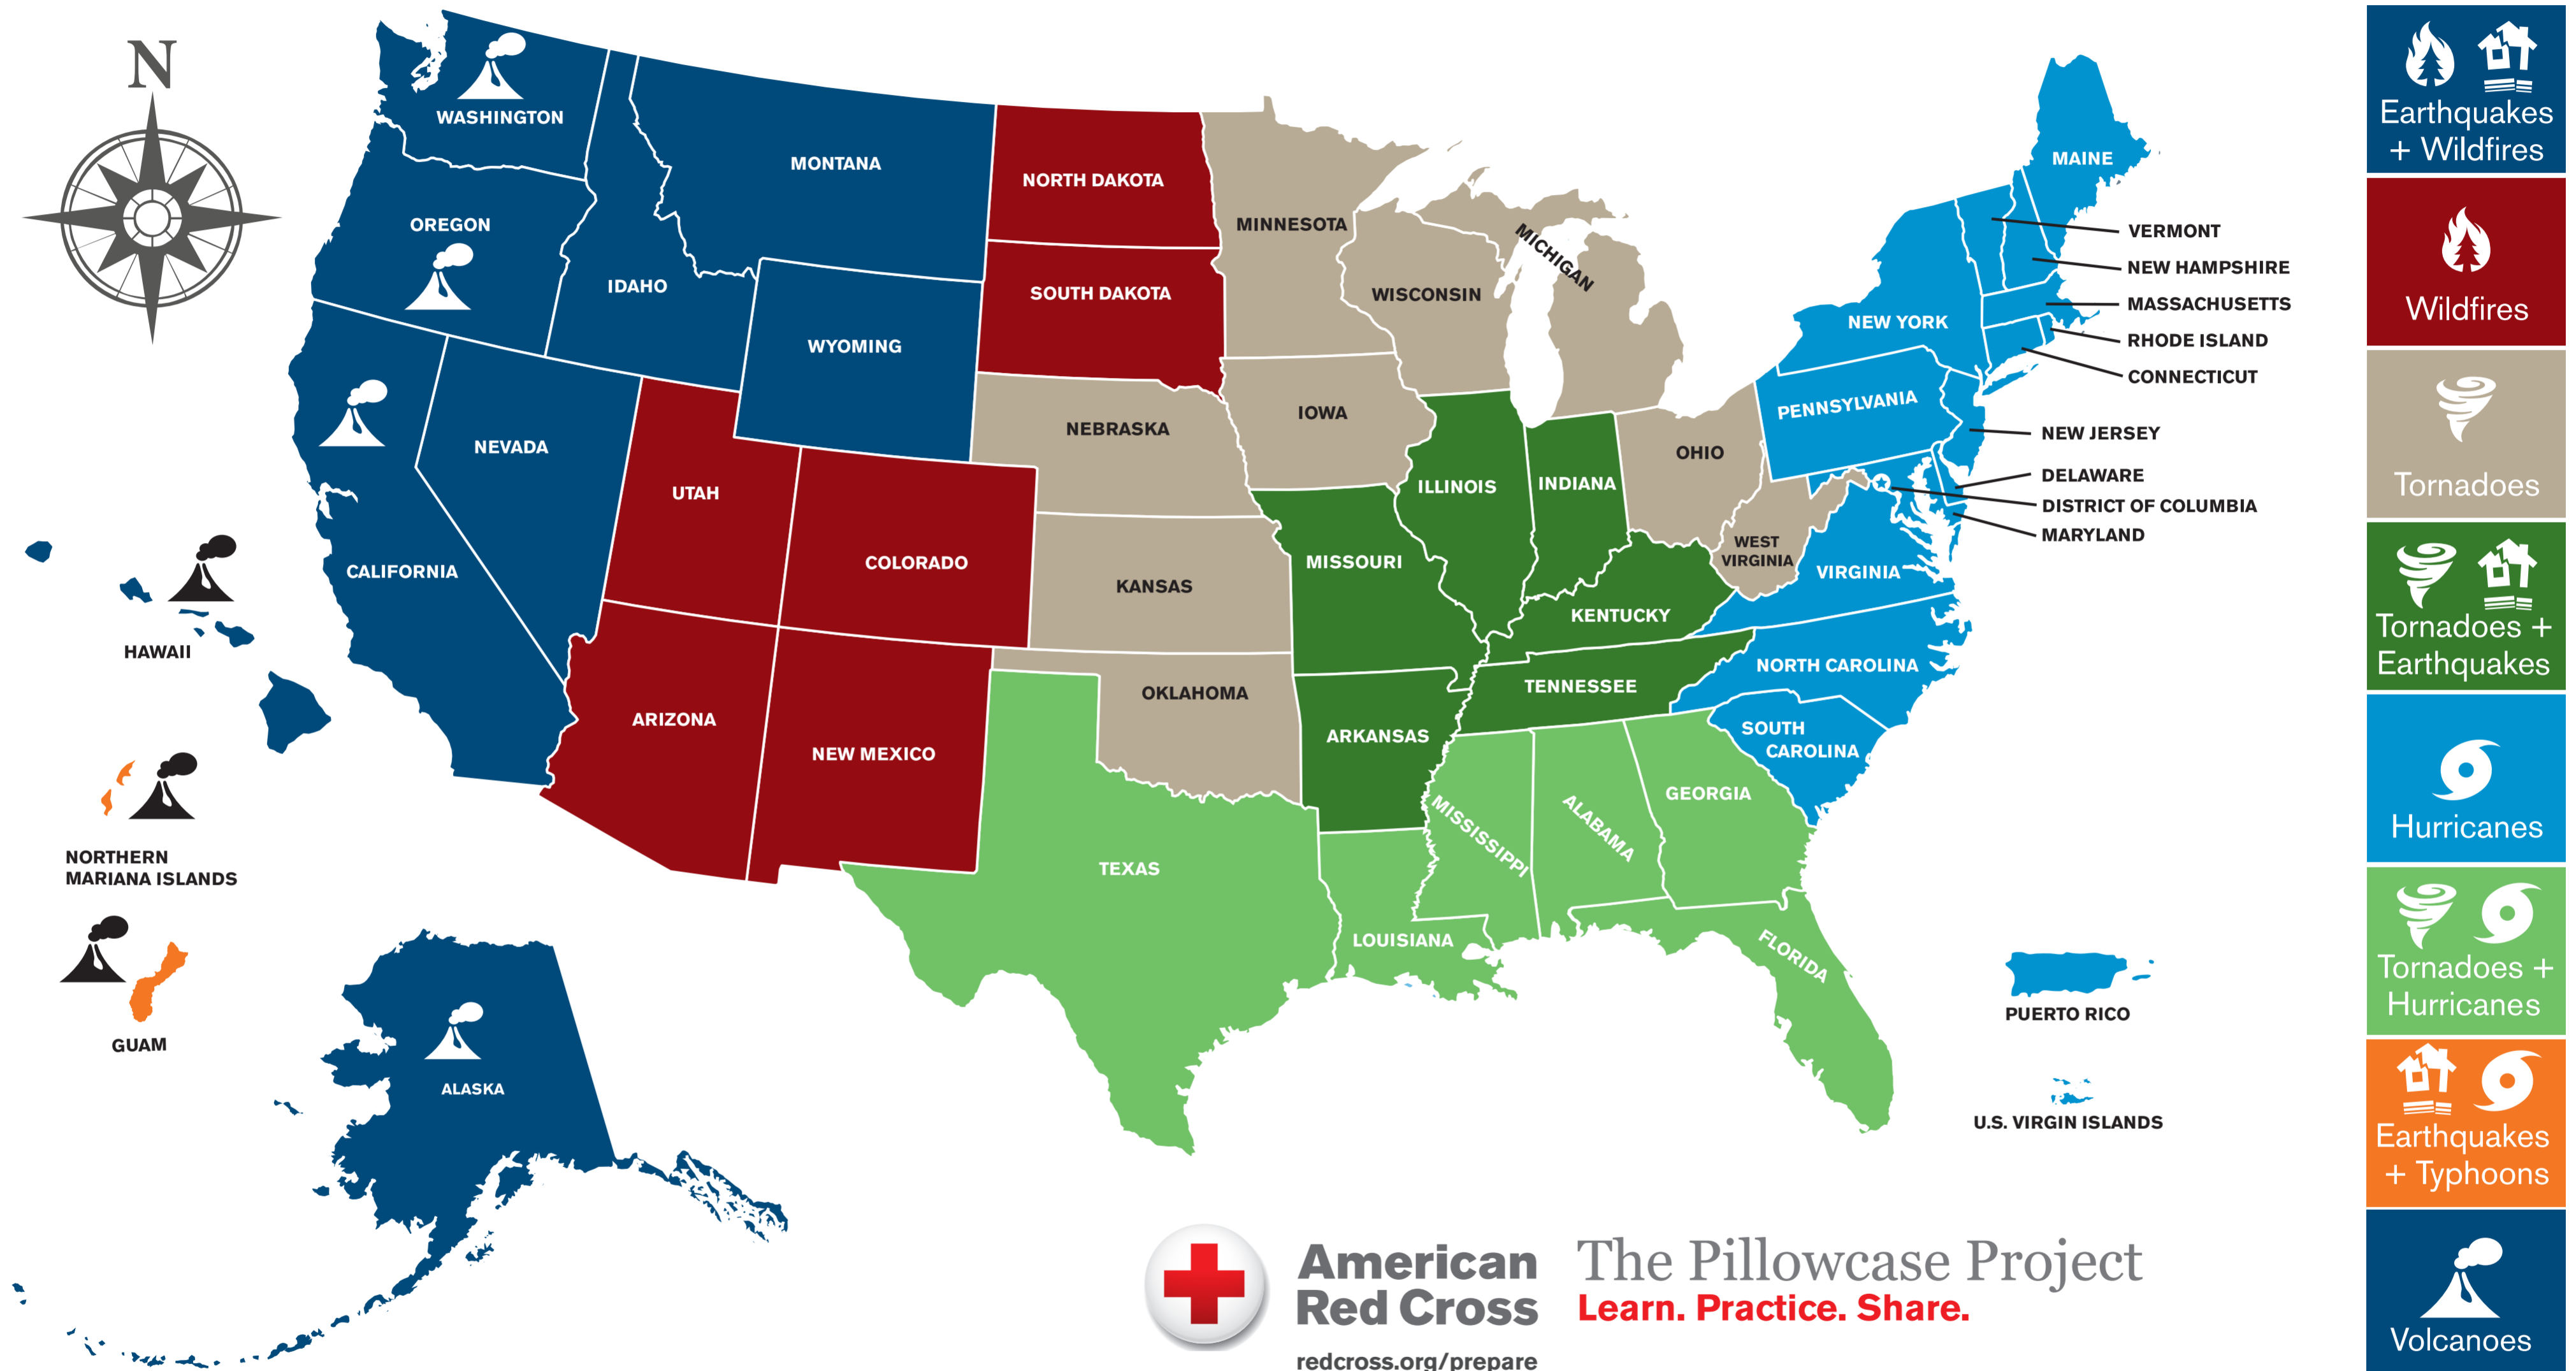 N
WASHINGTON
MONTANA
NORTH DAKOTA
MINNESOTA
OREGON
IDAHO
SOUTH DAKOTA
WISCONSIN
MICHIGAN
WYOMING
MAINE
VERMONT
NEW HAMPSHIRE
MASSACHUSETTS
RHODE ISLAND
CONNECTICUT
NEW YORK
PENNSYLVANIA
NEW JERSEY
DELAWARE
DISTRICT OF COLUMBIA
MARYLAND
NEVADA
UTAH
COLORADO
NEBRASKA
IOWA
ILLINOIS
INDIANA
OHIO
WEST
VIRGINIA
VIRGINIA
CALIFORNIA
KANSAS
MISSOURI
KENTUCKY
NORTH CAROLINA
TENNESSEE
SOUTH
CAROLINA
ARIZONA
NEW MEXICO
OKLAHOMA
ARKANSAS
TEXAS
LOUISIANA
MISSISSIPPI
ALABAMA
GEORGIA
FLORIDA
HAWAII
NORTHERN
MARIANA ISLANDS
GUAM
ALASKA
PUERTO RICO
U.S. VIRGIN ISLANDS
Earthquakes
+ Wildfires
Wildfires
Tornadoes
Tornadoes +
Earthquakes
Hurricanes
Tornadoes +
Hurricanes
Earthquakes
+ Typhoons
Volcanoes
American
Red Cross
redcross.org/prepare
The Pillowcase Project
Learn. Practice. Share.